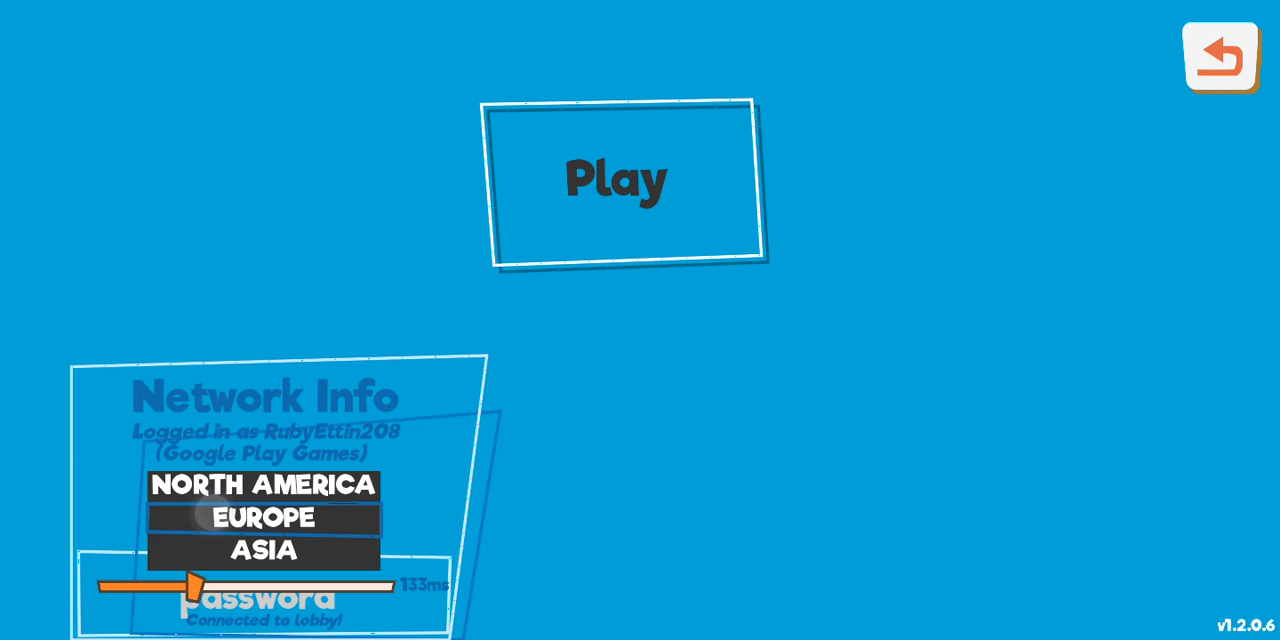 Play
Network Info
Logged in as RubyEttin208
(Google Play Games)
NORTH AMERICA
EUROPE
ASIA
133ms
password
Connected to lobby!
v1.2.0.6